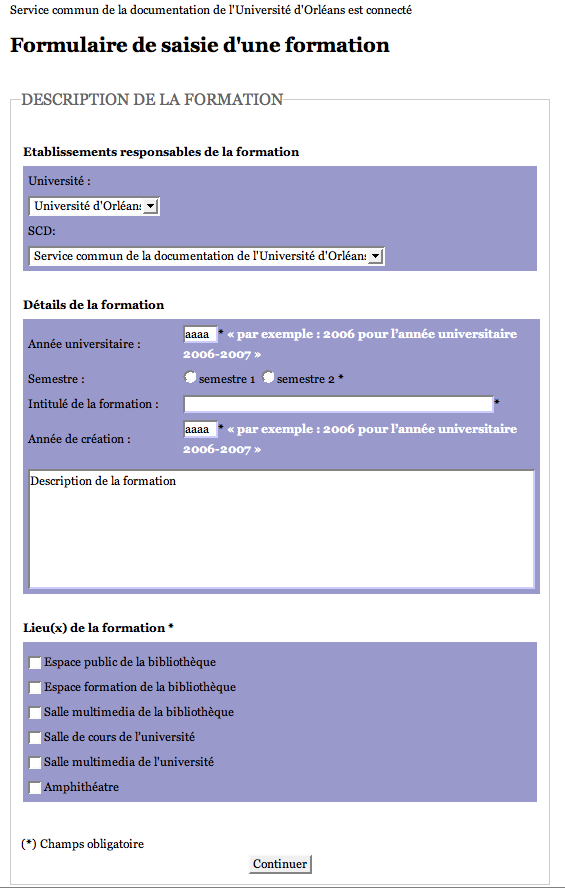 Service commun de la documentation de l'Université d'Orléans est connecté
Formulaire de saisie d'une formation
DESCRIPTION DE LA FORMATION
Etablissements responsables de la formation
Université :
Université d'Orléans
SCD:
Service commun de la documentation de l'Université d'Orléans
Détails de la formation
Année universitaire : aaaa * « par exemple : 2006 pour l'année universitaire
2006-2007 »
Semestre : semestre 1 semestre 2 *
Intitulé de la formation : *
Année de création : aaaa * « par exemple : 2006 pour l'année universitaire
2006-2007 »
Description de la formation
Lieu(x) de la formation *
Espace public de la bibliothèque
Espace formation de la bibliothèque
Salle multimedia de la bibliothèque
Salle de cours de l'université
Salle multimedia de l'université
Amphithéatre
(*) Champs obligatoire
Continuer